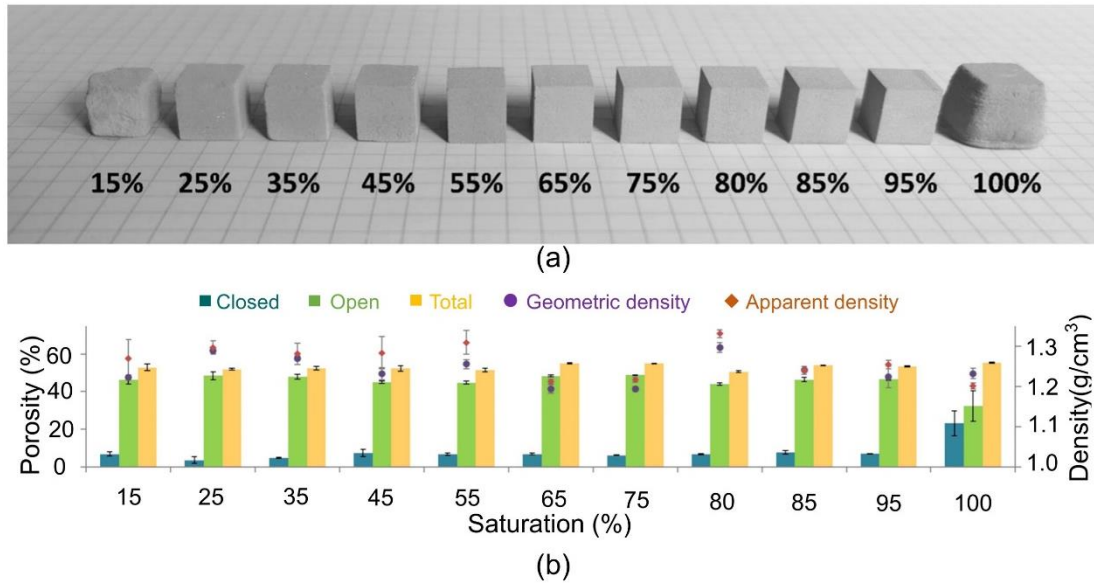 15% 25% 35% 45% 55% 65% 75% 80% 85% 95% 100%
(a)
Closed Open Total Geometric density Apparent density
Porosity (%)
60
40
20
0
1.3
1.2
1.1
1.0
Density(g/cm³)
15 25 35 45 55 65 75 80 85 95 100
Saturation (%)
(b)